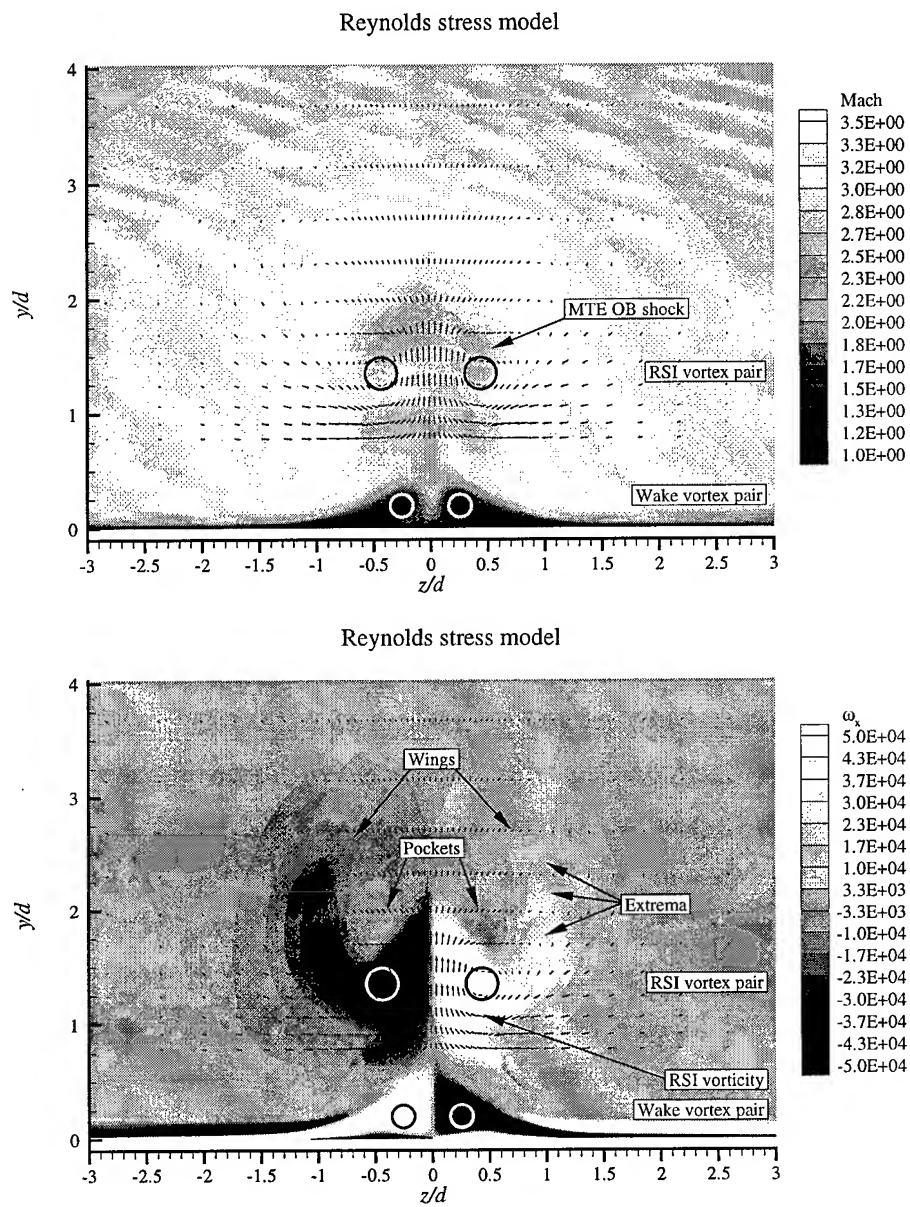 Reynolds stress model
Mach
3.5E+00
3.3E+00
3.2E+00
3.0E+00
2.8E+00
2.7E+00
2.5E+00
2.3E+00
2.2E+00
2.0E+00
1.8E+00
1.7E+00
1.5E+00
1.3E+00
1.2E+00
1.0E+00
4
3
2
1
0
y/d
MTE OB shock
RSI vortex pair
Wake vortex pair
-3 -2.5 -2 -1.5 -1 -0.5 0 0.5 1 1.5 2 2.5 3
z/d
Reynolds stress model
ωx
5.0E+04
4.3E+04
3.7E+04
3.0E+04
2.3E+04
1.7E+04
1.0E+04
3.3E+03
-3.3E+03
-1.0E+04
-1.7E+04
-2.3E+04
-3.0E+04
-3.7E+04
-4.3E+04
-5.0E+04
4
3
2
1
0
y/d
Wings
Pockets
Extrema
RSI vortex pair
RSI vorticity
Wake vortex pair
-3 -2.5 -2 -1.5 -1 -0.5 0 0.5 1 1.5 2 2.5 3
z/d